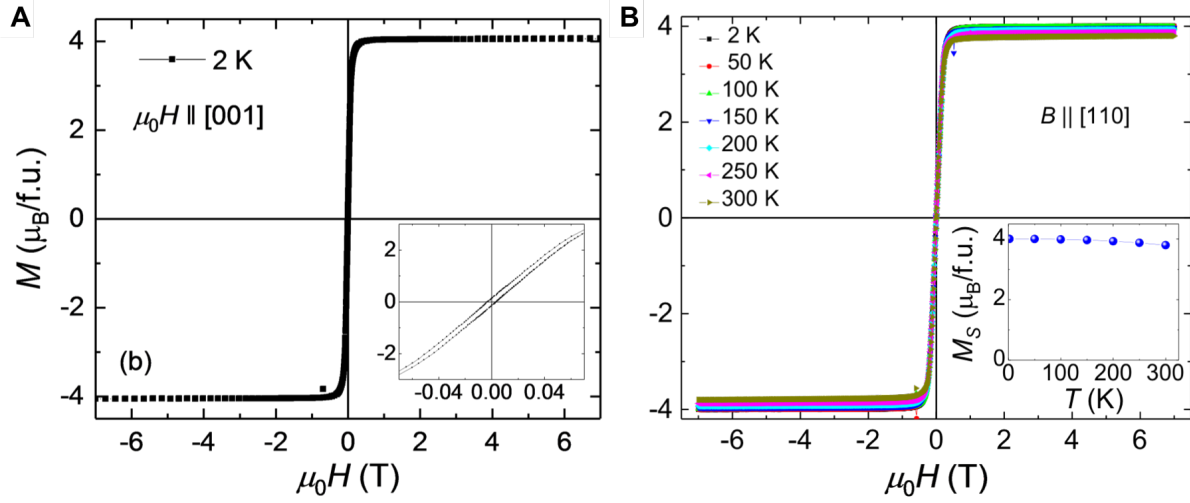 A
4
2
0
-2
-4
M (μB/f.u.)
2 K
μ0H ‖ [001]
(b)
2
0
-2
-0.04
0.00
0.04
-6
-4
-2
0
2
4
6
μ0H (T)
B
4
2
0
-2
-4
2 K
50 K
100 K
150 K
200 K
250 K
300 K
B || [110]
M (μB/f.u.)
MS (μB/f.u.)
4
2
0
0
100
200
300
T (K)
-6
-4
-2
0
2
4
6
μ0H (T)